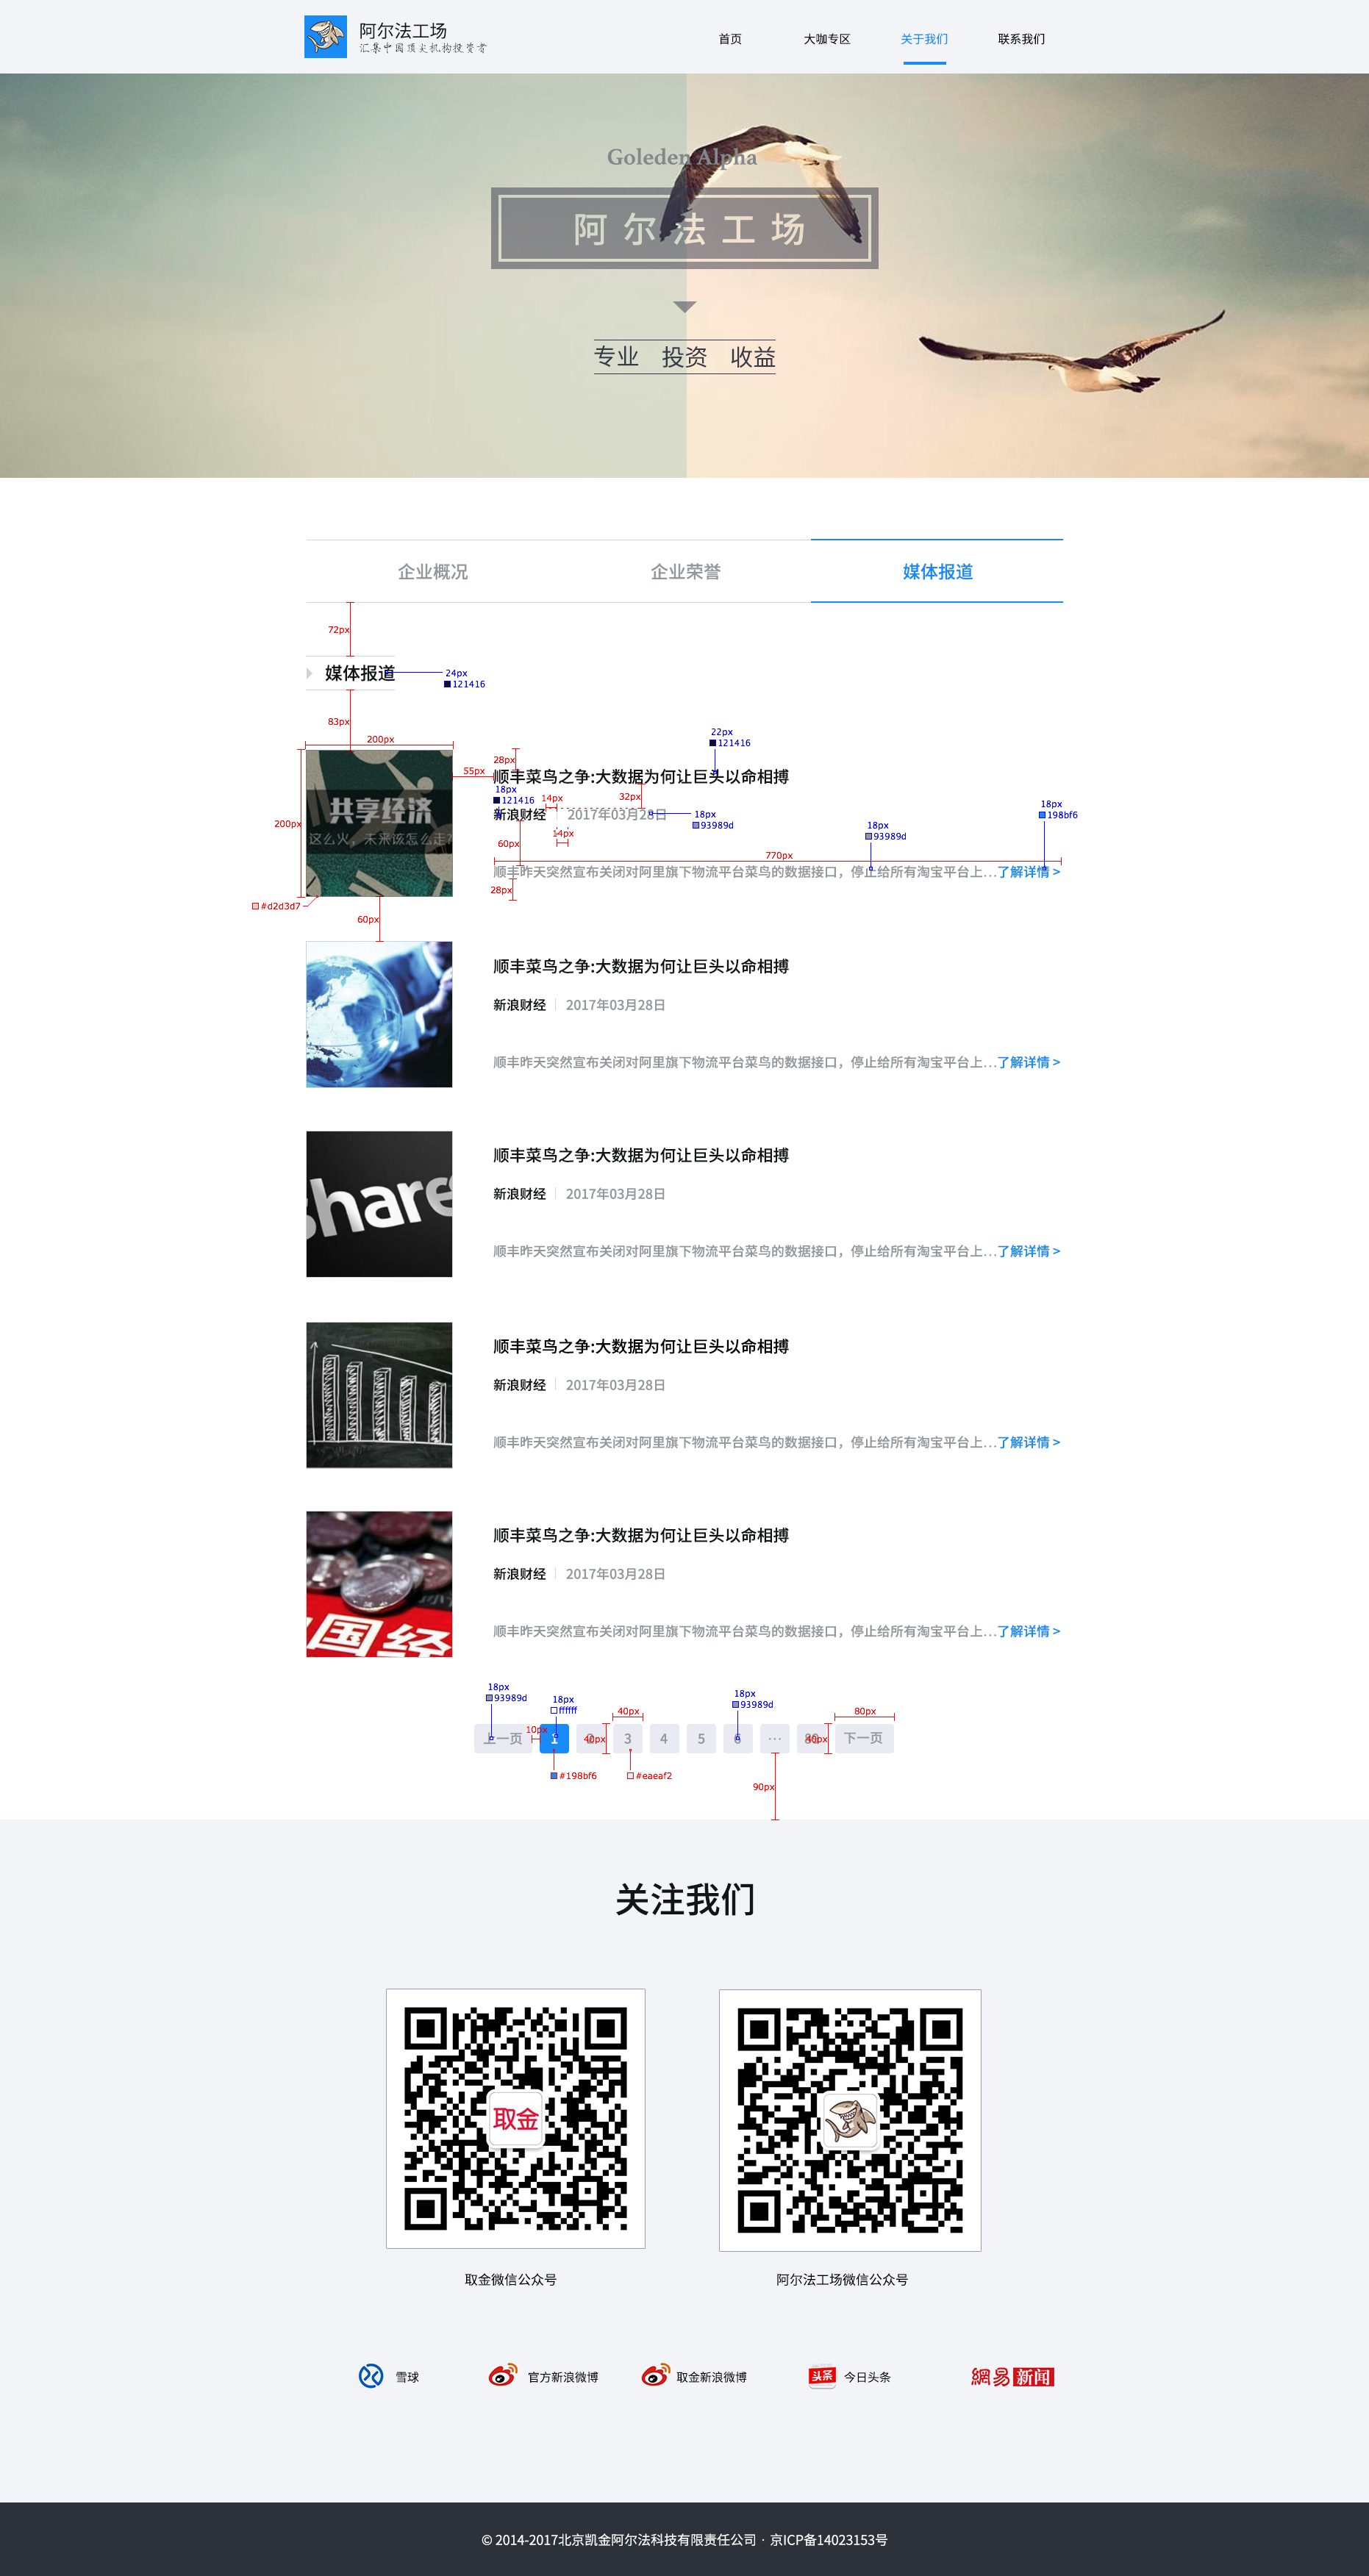 阿尔法工场
汇集中国顶尖机构投资者
首页 大咖专区 关于我们 联系我们
Goleden Alpha
阿尔法工场
专业 投资 收益
企业概况 企业荣誉 媒体报道
72px
媒体报道
24px
121416
83px
200px
22px
121416
55px
28px
顺丰菜鸟之争:大数据为何让巨头以命相搏
18px
121416
14px
32px
新浪财经 2017年03月28日
18px
93989d
18px
198bf6
18px
93989d
14px
60px
770px
200px
共享经济
这么火，未来该怎么走?
顺丰昨天突然宣布关闭对阿里旗下物流平台菜鸟的数据接口，停止给所有淘宝平台上...了解详情 >
28px
#d2d3d7
60px
顺丰菜鸟之争:大数据为何让巨头以命相搏
新浪财经 2017年03月28日
顺丰昨天突然宣布关闭对阿里旗下物流平台菜鸟的数据接口，停止给所有淘宝平台上...了解详情 >
share
顺丰菜鸟之争:大数据为何让巨头以命相搏
新浪财经 2017年03月28日
顺丰昨天突然宣布关闭对阿里旗下物流平台菜鸟的数据接口，停止给所有淘宝平台上...了解详情 >
顺丰菜鸟之争:大数据为何让巨头以命相搏
新浪财经 2017年03月28日
顺丰昨天突然宣布关闭对阿里旗下物流平台菜鸟的数据接口，停止给所有淘宝平台上...了解详情 >
顺丰菜鸟之争:大数据为何让巨头以命相搏
新浪财经 2017年03月28日
顺丰昨天突然宣布关闭对阿里旗下物流平台菜鸟的数据接口，停止给所有淘宝平台上...了解详情 >
国经
18px
93989d
18px
ffffff
18px
93989d
40px
80px
10px
40px
40px
上一页 1 2 3 4 5 6 ··· 下一页
#198bf6
#eaeaf2
90px
关注我们
取金
取金微信公众号 阿尔法工场微信公众号
雪球 官方新浪微博 取金新浪微博 头条 今日头条 網易新闻
© 2014-2017北京凯金阿尔法科技有限责任公司 · 京ICP备14023153号